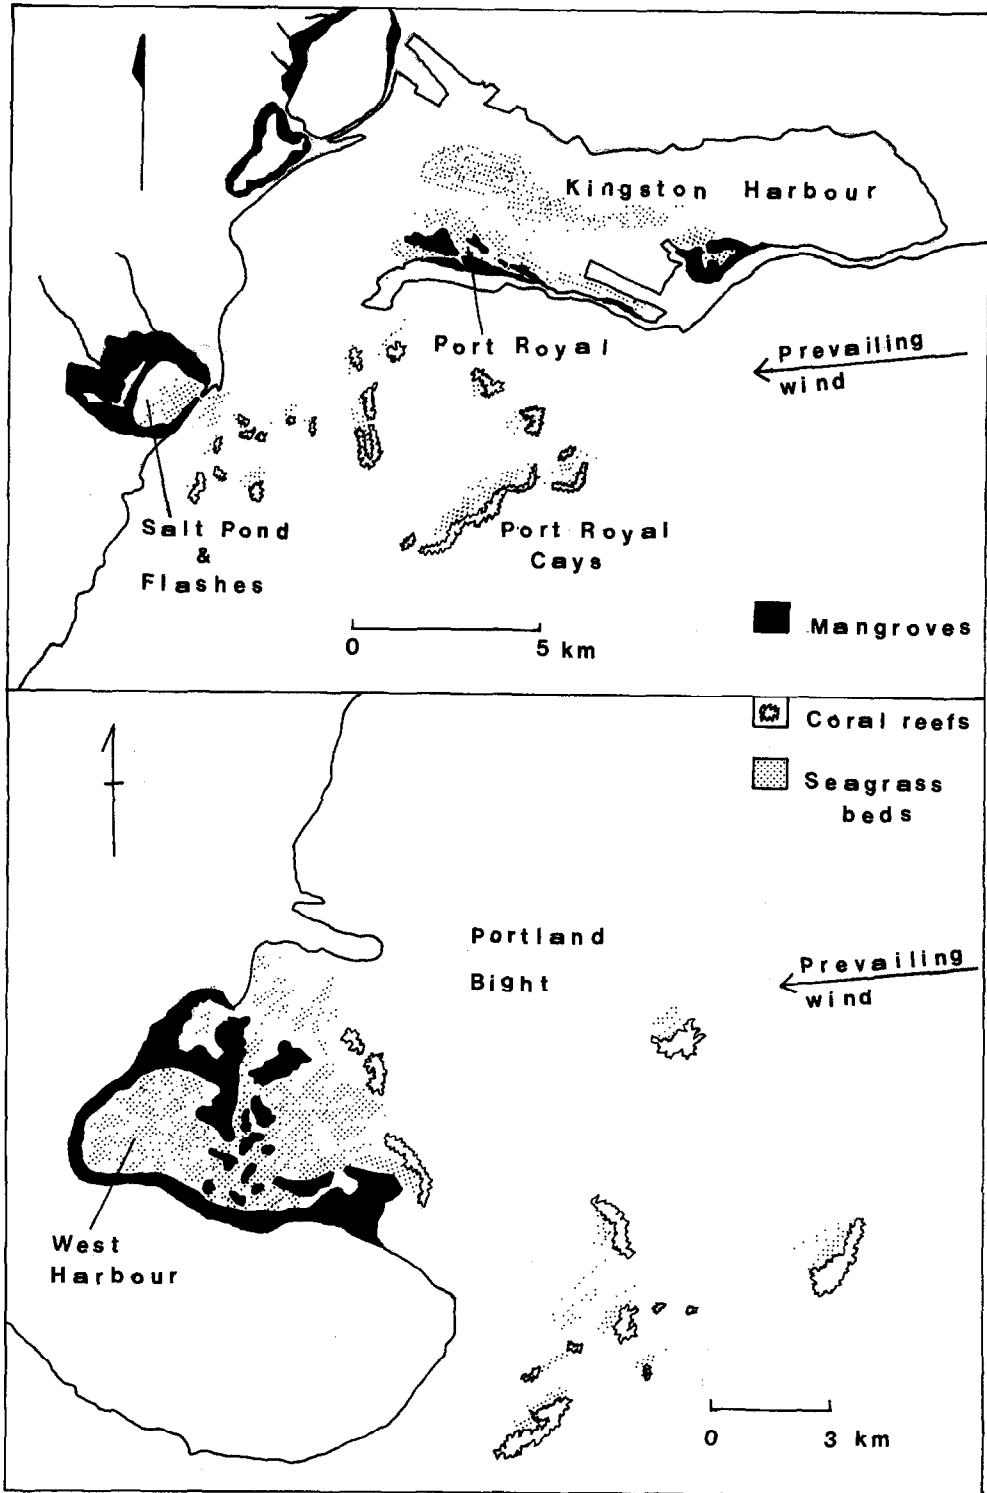 Kingston Harbour
Port Royal
Prevailing
wind
Salt Pond
&
Flashes
Port Royal
Cays
0 5 km
Mangroves
Coral reefs
Seagrass
beds
Portland
Bight
Prevailing
wind
West
Harbour
0 3 km